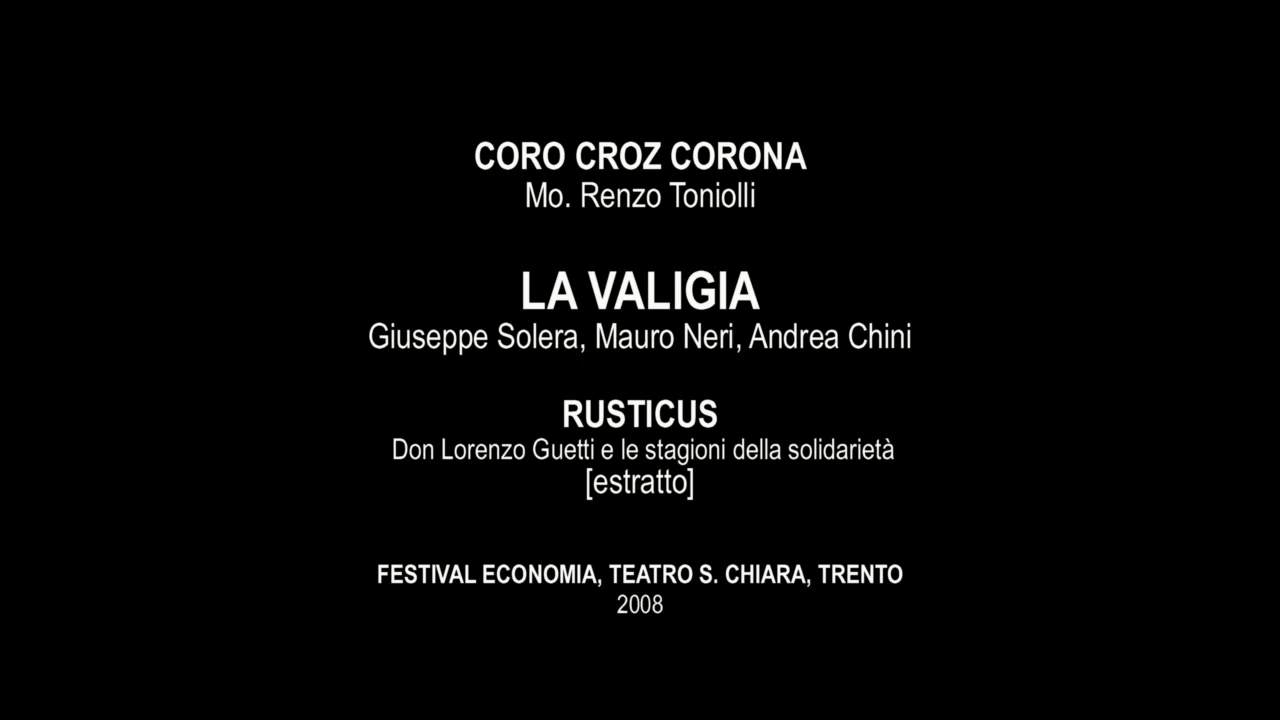 CORO CROZ CORONA
Mo. Renzo Toniolli
LA VALIGIA
Giuseppe Solera, Mauro Neri, Andrea Chini
RUSTICUS
Don Lorenzo Guetti e le stagioni della solidarietà
[estratto]
FESTIVAL ECONOMIA, TEATRO S. CHIARA, TRENTO
2008